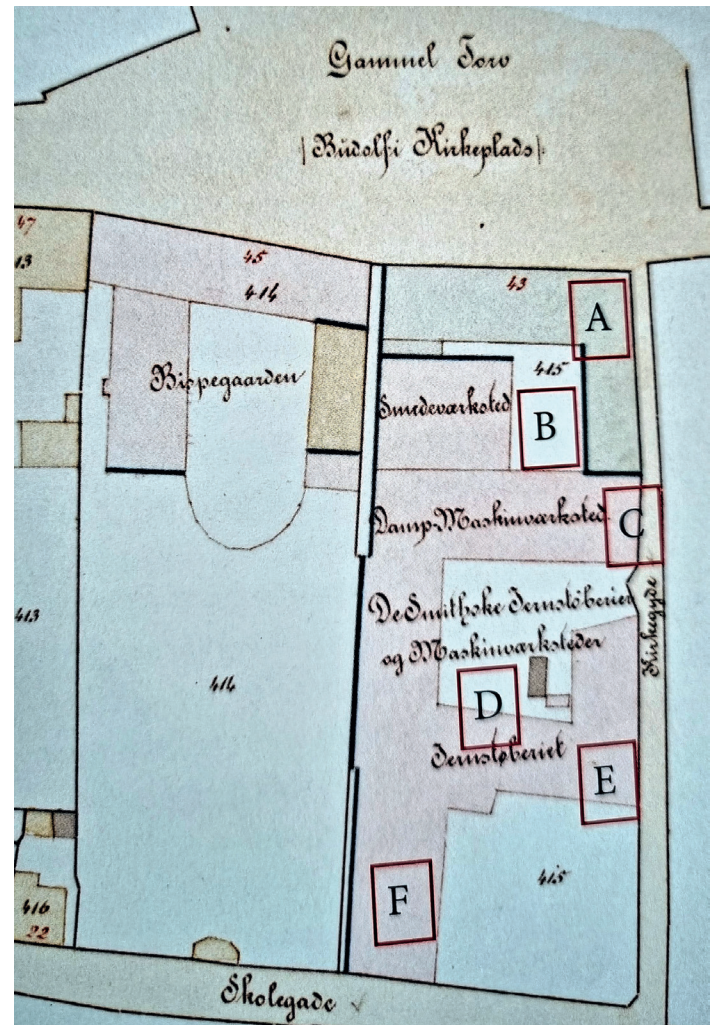 Gammel Torv
(Budolfi Kirkeplads)
47
13
45
414
43
A
415
Bispegaarden
Smedeværksted
B
Damp-Maskinværksted
C
De Smithske Jernstøberier
og Maskinværksteder
Kirkegyde
413
414
D
Jernstøberiet
E
415
F
416
22
Skolegade